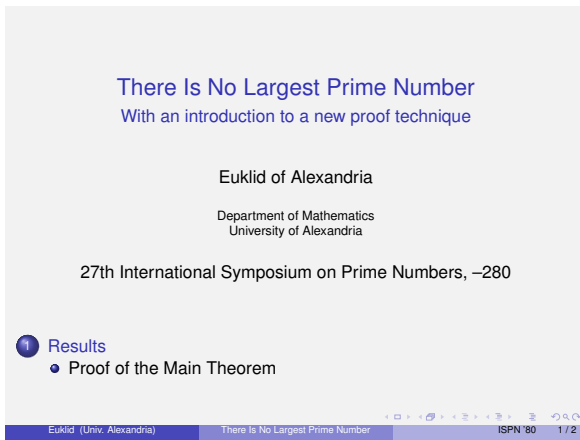 There Is No Largest Prime Number
With an introduction to a new proof technique
Euklid of Alexandria
Department of Mathematics
University of Alexandria
27th International Symposium on Prime Numbers, –280
1 Results
Proof of the Main Theorem
Euklid (Univ. Alexandria) There Is No Largest Prime Number ISPN '80 1 / 2